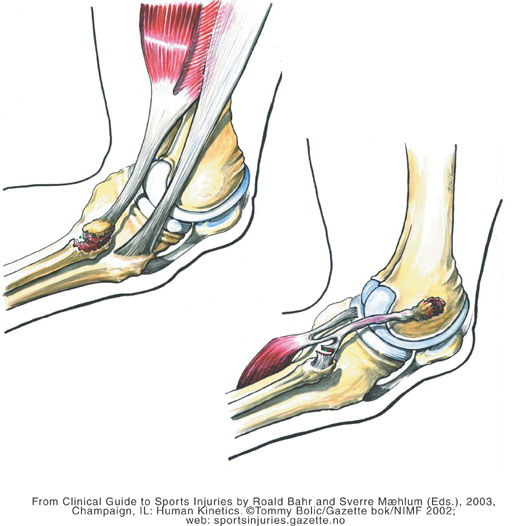 From Clinical Guide to Sports Injuries by Roald Bahr and Sverre Mæhlum (Eds.), 2003,
Champaign, IL: Human Kinetics. ©Tommy Bolic/Gazette bok/NIMF 2002;
web: sportsinjuries.gazette.no